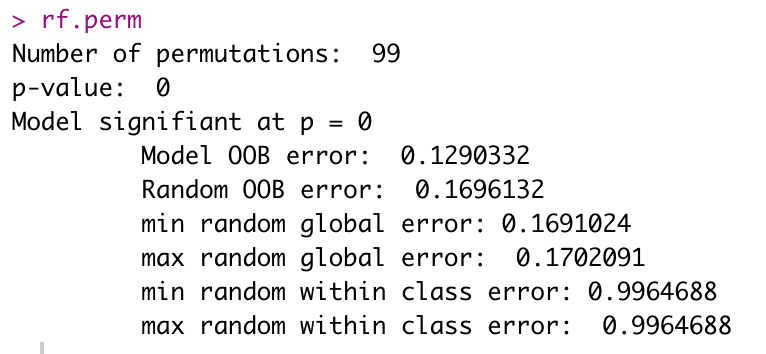 > rf.perm
Number of permutations:  99
p-value:  0
Model signifiant at p = 0
Model OOB error:  0.1290332
Random OOB error:  0.1696132
min random global error: 0.1691024
max random global error:  0.1702091
min random within class error: 0.9964688
max random within class error:  0.9964688